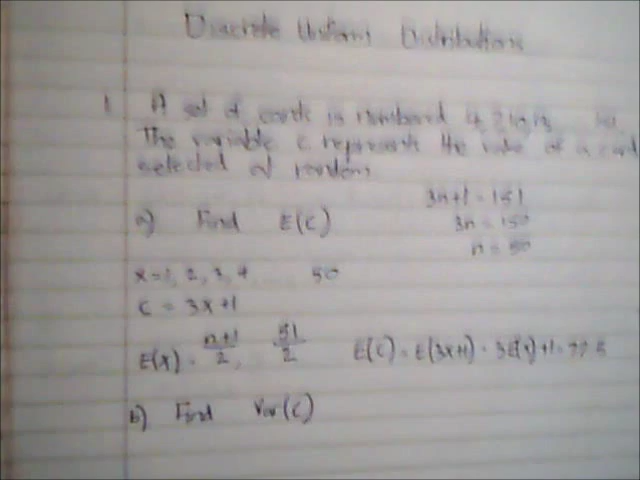 Discrete Uniform Distributions
1 A set of cards is numbered 4, 7, 10, 13
The variable C represents the value of a card
selected at random
3n+1 = 151
3n = 150
a) Find E(C)
n = 50
x = 1, 2, 3, 4 50
C = 3x+1
E(X) = n+1/2, 51/2 E(C) = E(3x+1) = 3E(x)+1 = 77.5
b) Find Var(C)